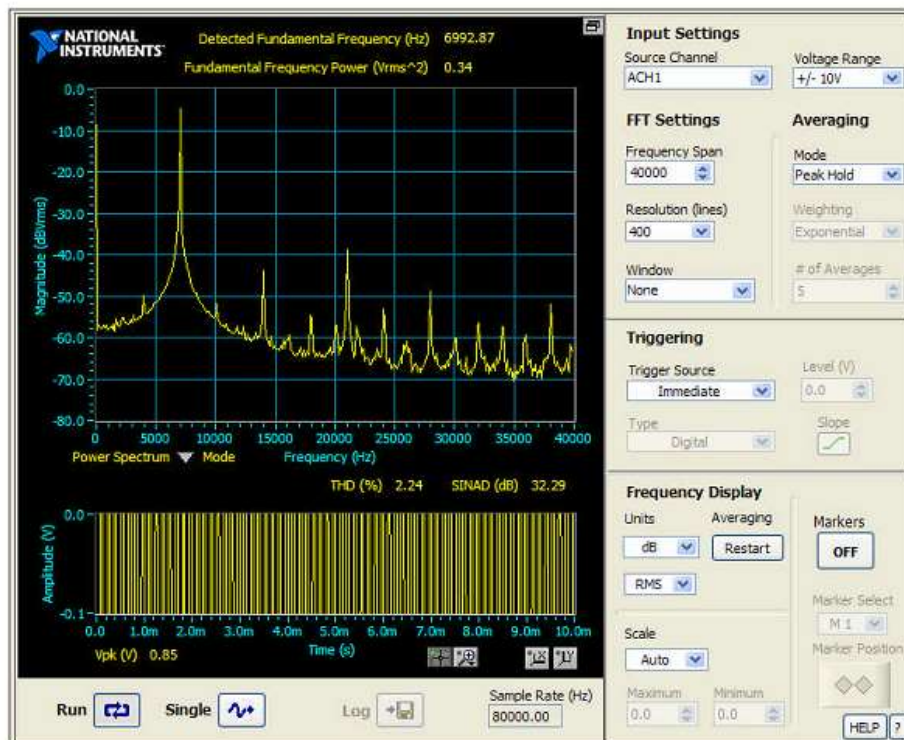 NATIONAL
INSTRUMENTS
Detected Fundamental Frequency (Hz) 6992.87
Fundamental Frequency Power (Vrms^2) 0.34
0.0
-10.0
-20.0
-30.0
-40.0
-50.0
-60.0
-70.0
-80.0
Magnitude (dBVrms)
0 5000 10000 15000 20000 25000 30000 35000 40000
Power Spectrum Mode Frequency (Hz)
THD (%) 2.24 SINAD (dB) 32.29
0.0
-0.1
Amplitude (V)
0.0 1.0m 2.0m 3.0m 4.0m 5.0m 6.0m 7.0m 8.0m 9.0m 10.0m
Vpk (V) 0.85 Time (s)
Run Single Log
Sample Rate (Hz)
80000.00
Input Settings
Source Channel Voltage Range
ACH1 +/- 10V
FFT Settings Averaging
Frequency Span Mode
40000 Peak Hold
Resolution (lines) Weighting
400 Exponential
Window # of Averages
None 5
Triggering
Trigger Source Level (V)
Immediate 0.0
Type Slope
Digital
Frequency Display
Units Averaging Markers
dB Restart OFF
RMS
Marker Select
M 1
Scale Marker Position
Auto
Maximum Minimum
0.0 0.0
HELP ?